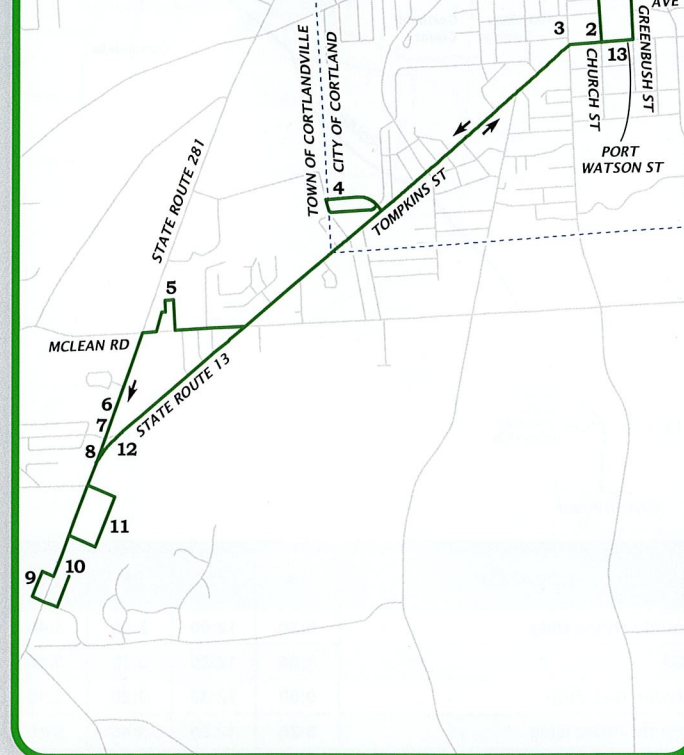 AVE
3
2
13
GREENBUSH ST
CHURCH ST
PORT
WATSON ST
TOWN OF CORTLANDVILLE
CITY OF CORTLAND
4
TOMPKINS ST
STATE ROUTE 281
5
MCLEAN RD
STATE ROUTE 13
6
7
8
12
11
10
9